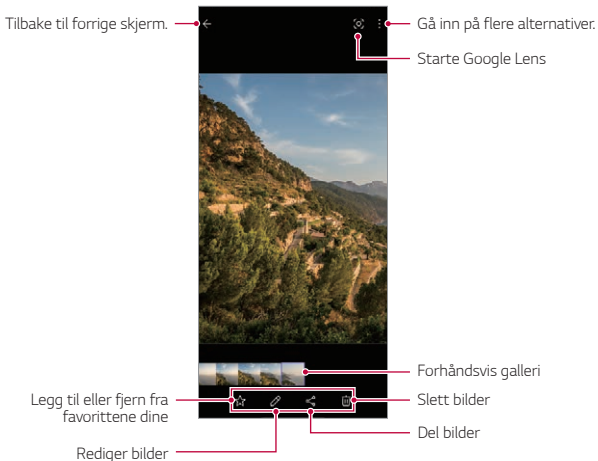 Tilbake til forrige skjerm.
Gå inn på flere alternativer.
Starte Google Lens
Forhåndsvis galleri
Legg til eller fjern fra
favorittene dine
Slett bilder
Del bilder
Rediger bilder